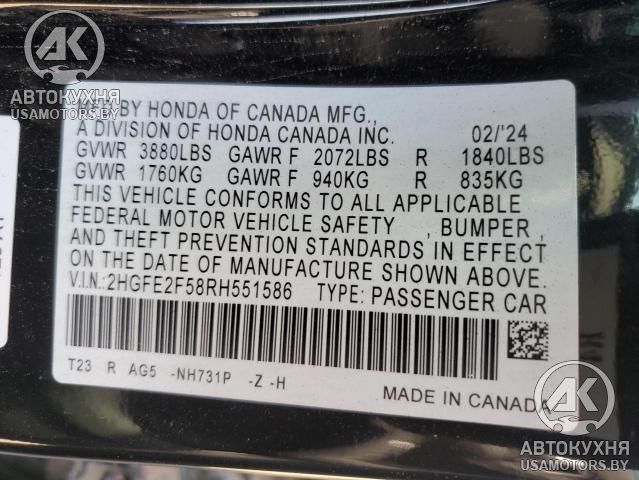 АК
АВТОКУХНЯ
USAMOTORS.BY
BY HONDA OF CANADA MFG.,
A DIVISION OF HONDA CANADA INC. 02/'24
GVWR 3880LBS GAWR F 2072LBS R 1840LBS
GVWR 1760KG GAWR F 940KG R 835KG
THIS VEHICLE CONFORMS TO ALL APPLICABLE
FEDERAL MOTOR VEHICLE SAFETY , BUMPER ,
AND THEFT PREVENTION STANDARDS IN EFFECT
ON THE DATE OF MANUFACTURE SHOWN ABOVE.
V.I.N.:2HGFE2F58RH551586 TYPE: PASSENGER CAR
T23 R AG5 -NH731P -Z -H
MADE IN CANADA
АК
АВТОКУХНЯ
USAMOTORS.BY